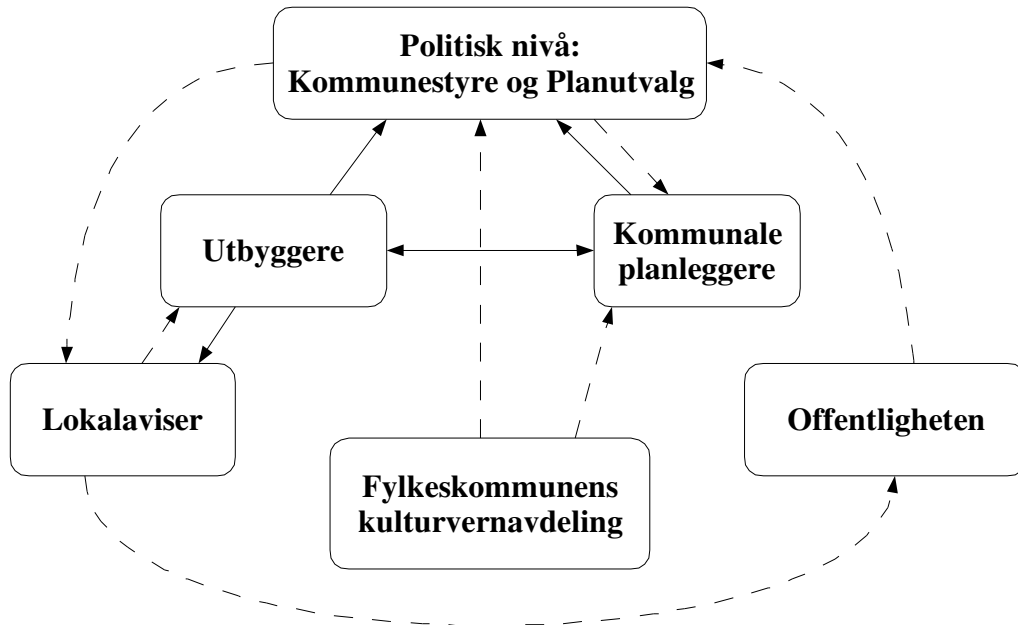 Politisk nivå:
Kommunestyre og Planutvalg
Utbyggere
Kommunale
planleggere
Lokalaviser
Offentligheten
Fylkeskommunens
kulturvernavdeling